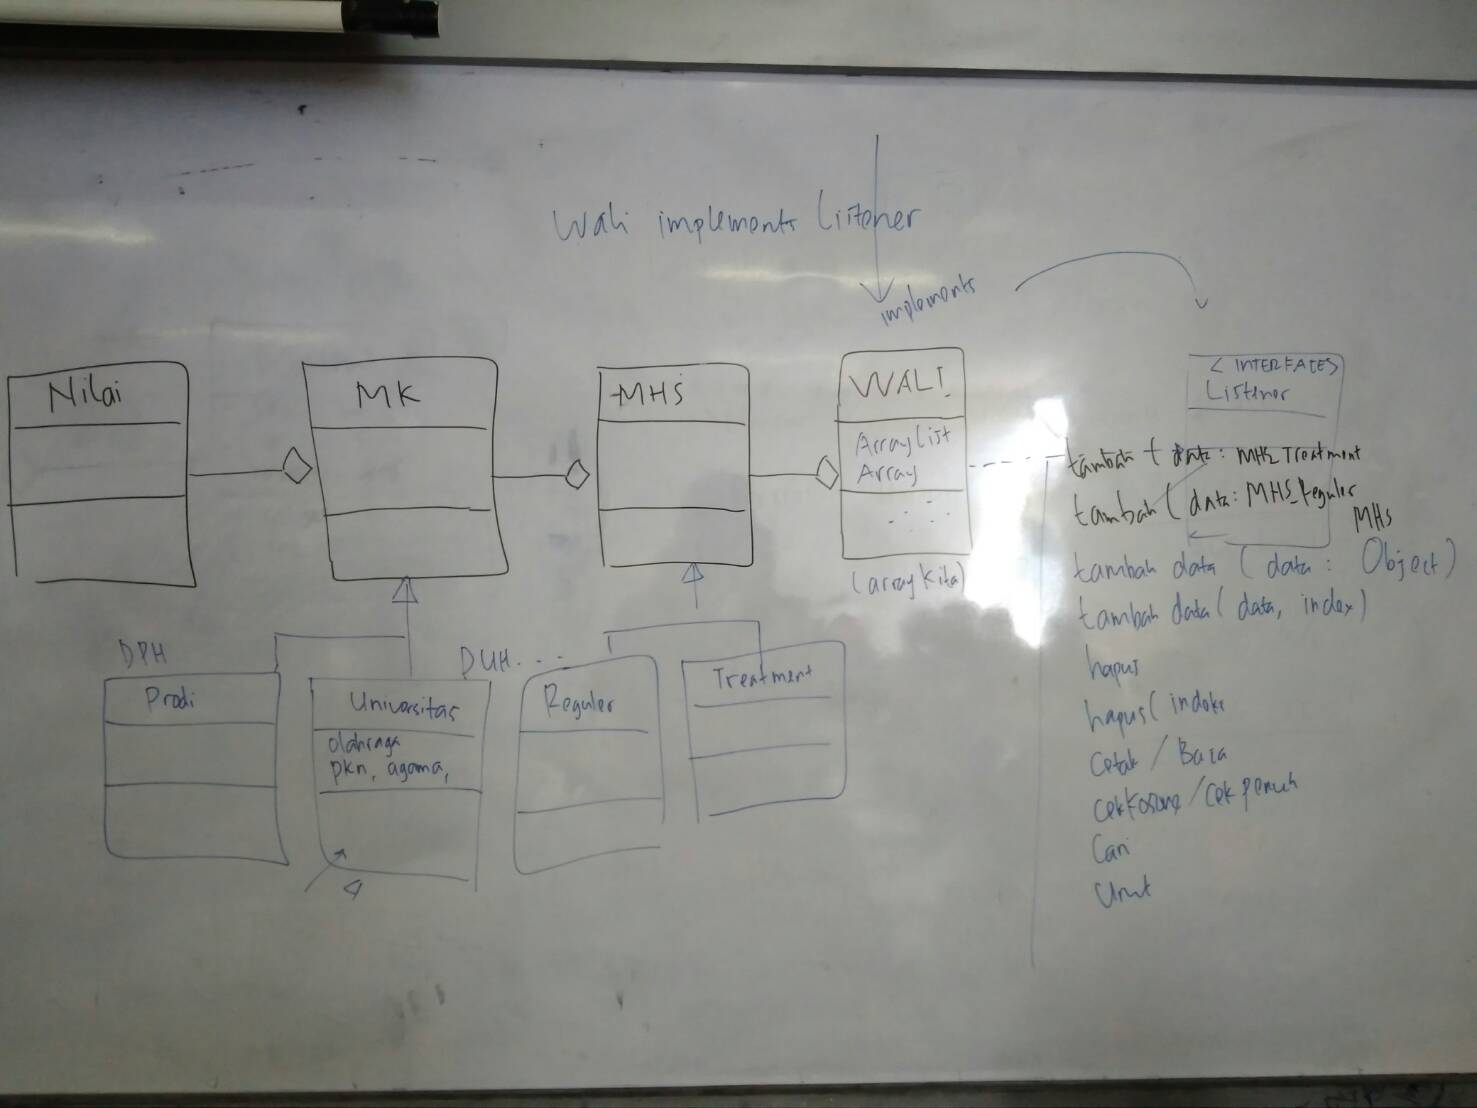 Wali implements Listener
implements
Nilai
MK
MHS
WALI
ArrayList
Array
(array kita)
< INTERFACES
Listener
tambah ( data: MHS Treatment
tambah ( data: MHS_Reguler
MHS
tambah data ( data : Object)
tambah data ( data, index)
hapus
hapus ( indeks
Cetak / Baca
cekKosong / cek penuh
Cari
Urut
DPH
Prodi
DUH....
Universitas
olahraga
pkn, agama,
Reguler
Treatment